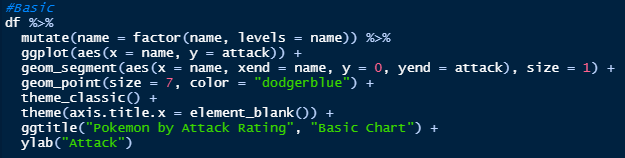 #Basic
df %>%
  mutate(name = factor(name, levels = name)) %>%
  ggplot(aes(x = name, y = attack)) +
  geom_segment(aes(x = name, xend = name, y = 0, yend = attack), size = 1) +
  geom_point(size = 7, color = "dodgerblue") +
  theme_classic() +
  theme(axis.title.x = element_blank()) +
  ggtitle("Pokemon by Attack Rating", "Basic Chart") +
  ylab("Attack")